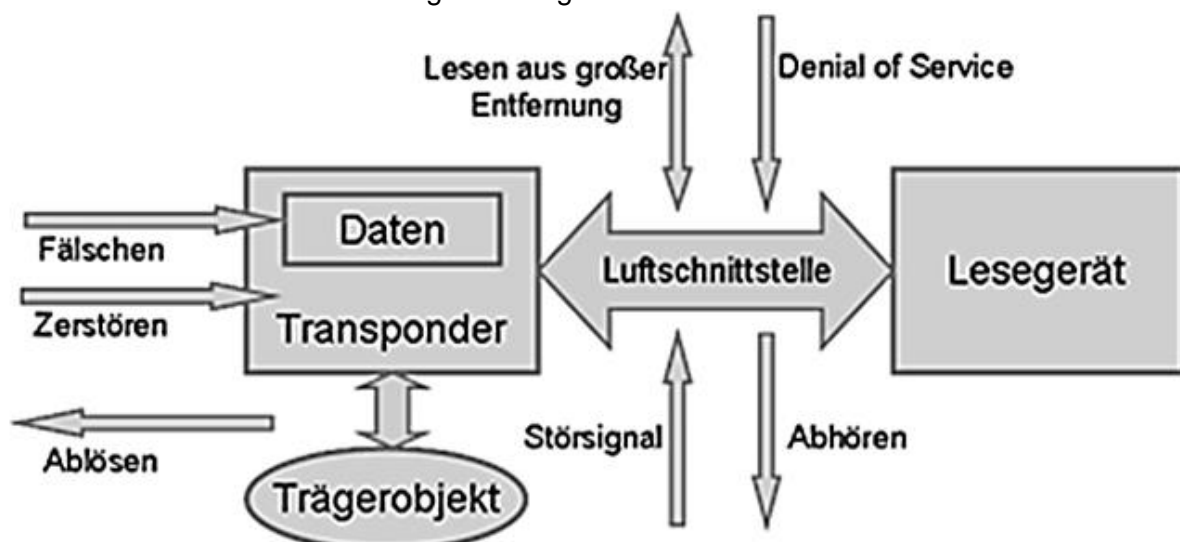 Lesen aus großer
Entfernung
Denial of Service
Fälschen
Daten
Zerstören
Transponder
Luftschnittstelle
Lesegerät
Ablösen
Trägerobjekt
Störsignal
Abhören